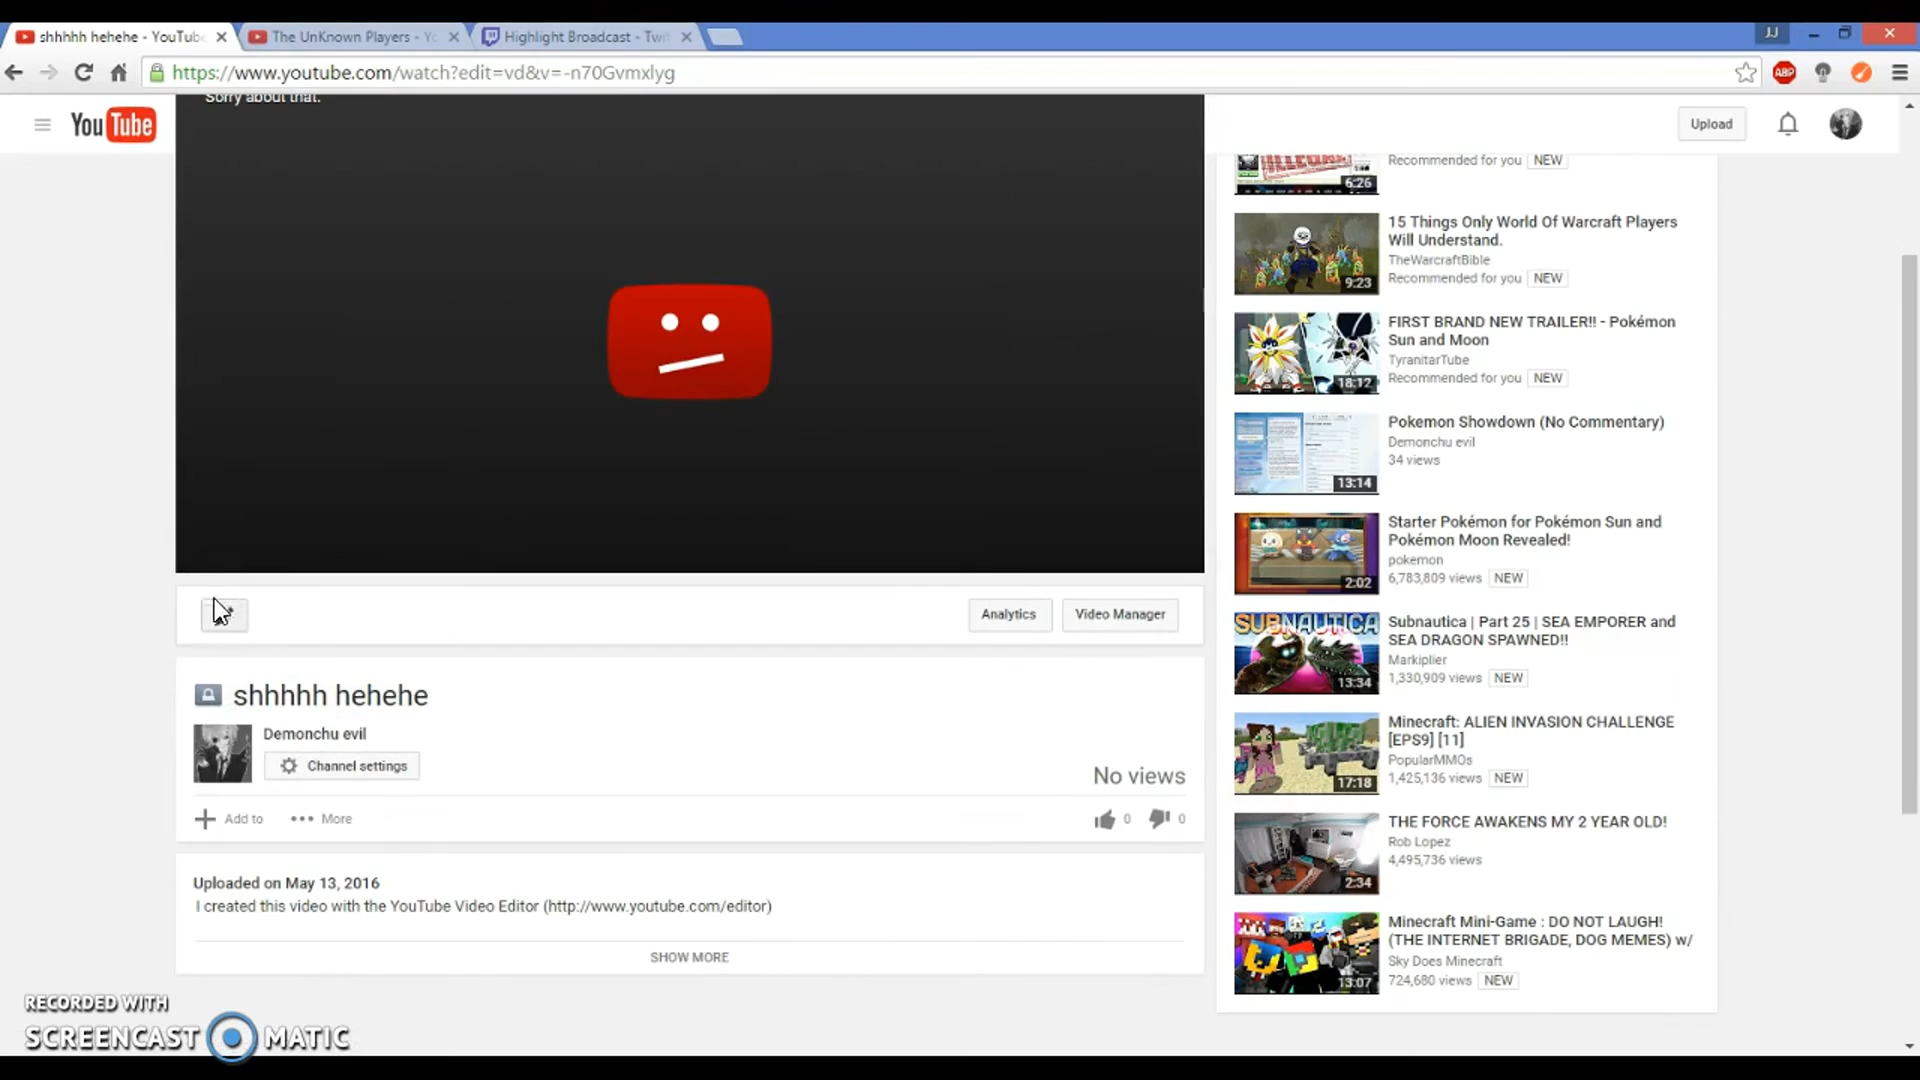 shhhhh hehehe - YouTube
The UnKnown Players - Yo
Highlight Broadcast - Twit
JJ
https://www.youtube.com/watch?edit=vd&v=-n70Gvmxlyg
ABP
Sorry about that.
YouTube
Upload
Recommended for you NEW
6:26
15 Things Only World Of Warcraft Players
Will Understand.
TheWarcraftBible
Recommended for you NEW
9:23
FIRST BRAND NEW TRAILER!! - Pokémon
Sun and Moon
TyranitarTube
Recommended for you NEW
18:12
Pokemon Showdown (No Commentary)
Demonchu evil
34 views
13:14
Starter Pokémon for Pokémon Sun and
Pokémon Moon Revealed!
pokemon
6,783,809 views NEW
2:02
SUBNAUTICA
Subnautica | Part 25 | SEA EMPORER and
SEA DRAGON SPAWNED!!
Markiplier
1,330,909 views NEW
13:34
Minecraft: ALIEN INVASION CHALLENGE
[EPS9] [11]
PopularMMOs
1,425,136 views NEW
17:18
THE FORCE AWAKENS MY 2 YEAR OLD!
Rob Lopez
4,495,736 views
2:34
Minecraft Mini-Game : DO NOT LAUGH!
(THE INTERNET BRIGADE, DOG MEMES) w/
Sky Does Minecraft
724,680 views NEW
13:07
Analytics
Video Manager
shhhhh hehehe
Demonchu evil
Channel settings
No views
Add to
More
0
0
Uploaded on May 13, 2016
I created this video with the YouTube Video Editor (http://www.youtube.com/editor)
SHOW MORE
RECORDED WITH
SCREENCAST MATIC